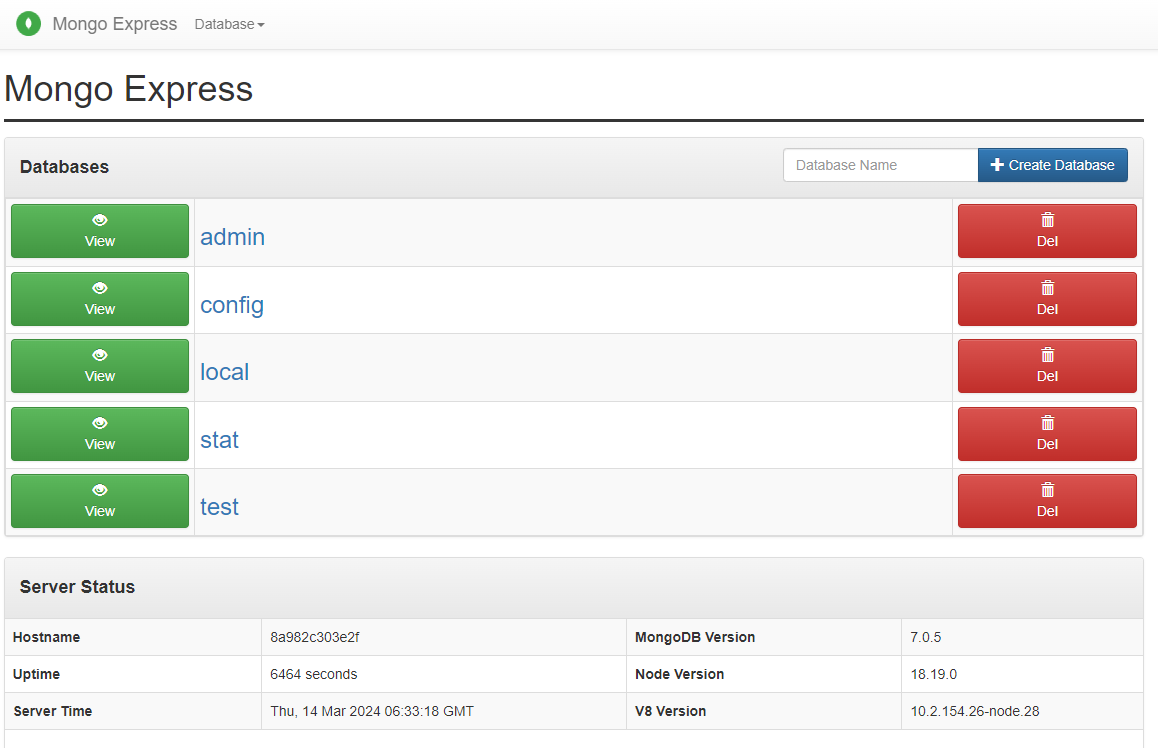 Mongo Express Database
Mongo Express
Databases Database Name Create Database
View admin Del
View config Del
View local Del
View stat Del
View test Del
Server Status
Hostname 8a982c303e2f MongoDB Version 7.0.5
Uptime 6464 seconds Node Version 18.19.0
Server Time Thu, 14 Mar 2024 06:33:18 GMT V8 Version 10.2.154.26-node.28